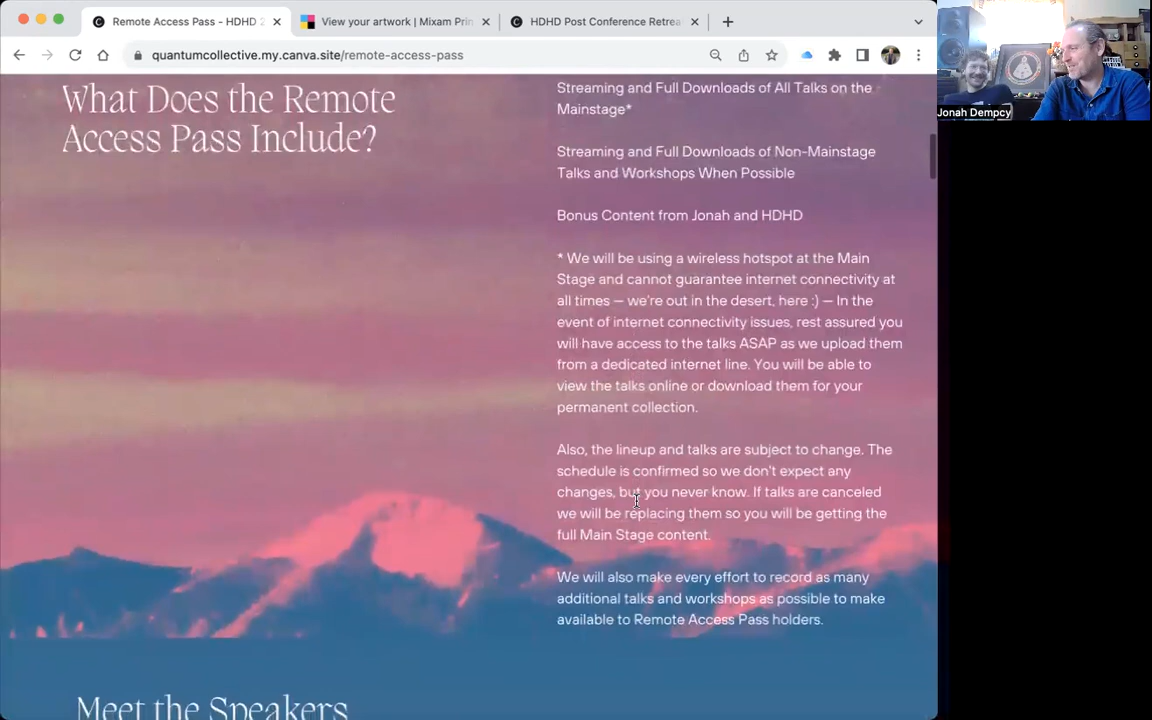 Remote Access Pass - HDHD 2
View your artwork | Mixam Prin
HDHD Post Conference Retrea
quantumcollective.my.canva.site/remote-access-pass
Jonah Dempcy
What Does the Remote
Access Pass Include?
Streaming and Full Downloads of All Talks on the
Mainstage*
Streaming and Full Downloads of Non-Mainstage
Talks and Workshops When Possible
Bonus Content from Jonah and HDHD
* We will be using a wireless hotspot at the Main
Stage and cannot guarantee internet connectivity at
all times — we're out in the desert, here :) — In the
event of internet connectivity issues, rest assured you
will have access to the talks ASAP as we upload them
from a dedicated internet line. You will be able to
view the talks online or download them for your
permanent collection.
Also, the lineup and talks are subject to change. The
schedule is confirmed so we don't expect any
changes, but you never know. If talks are canceled
we will be replacing them so you will be getting the
full Main Stage content.
We will also make every effort to record as many
additional talks and workshops as possible to make
available to Remote Access Pass holders.
Meet the Speakers